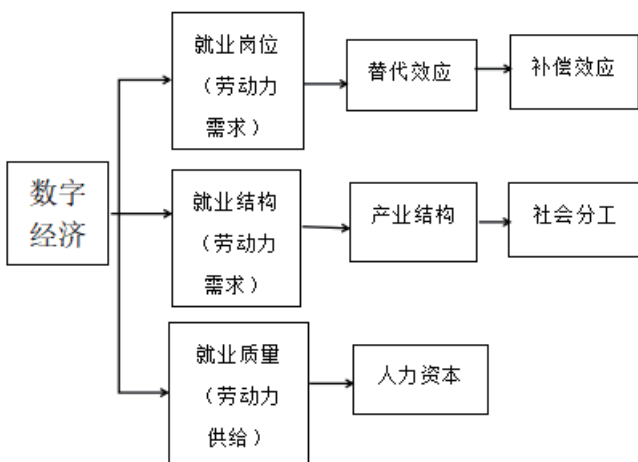 就业岗位
（劳动力
需求）
替代效应
补偿效应
数字
经济
就业结构
（劳动力
需求）
产业结构
社会分工
就业质量
（劳动力
供给）
人力资本